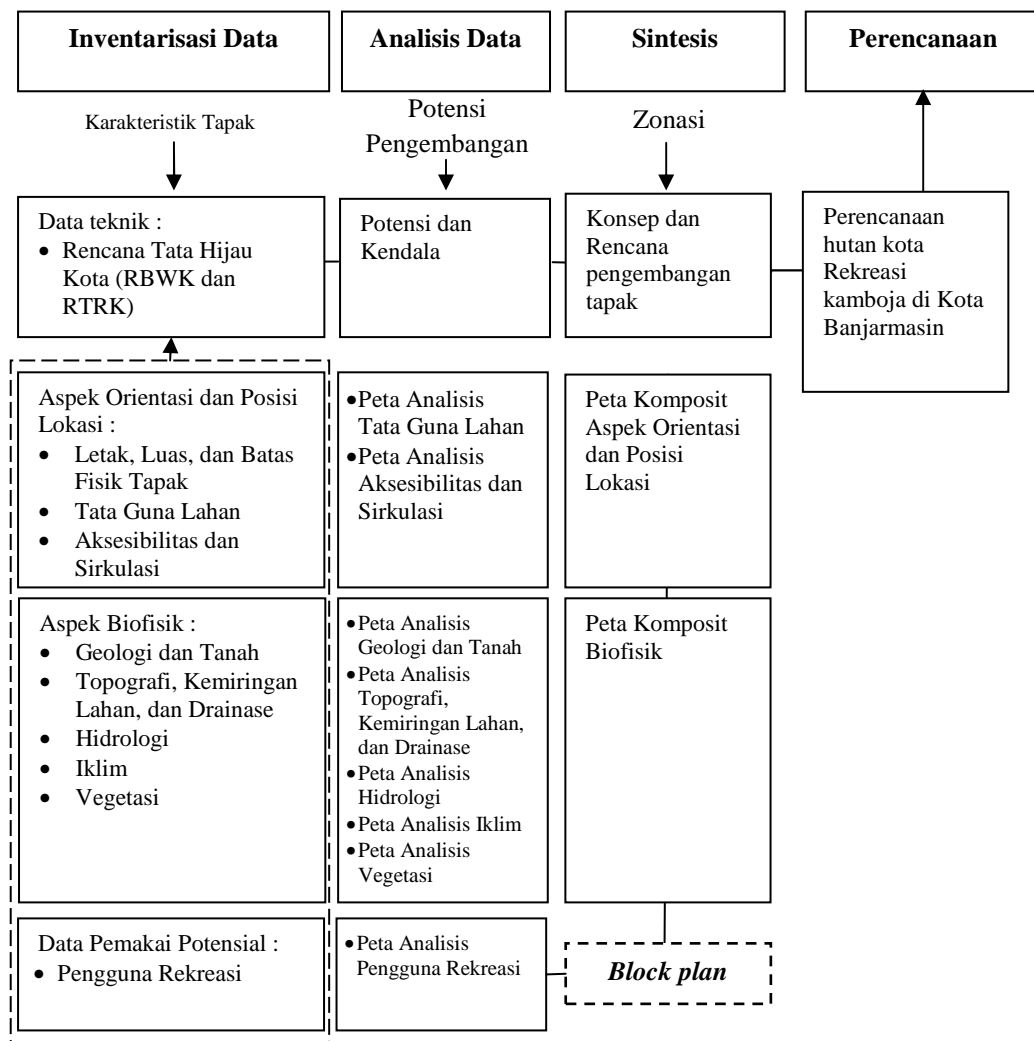 Inventarisasi Data
Analisis Data
Sintesis
Perencanaan
Karakteristik Tapak
Potensi
Pengembangan
Zonasi
Data teknik :
• Rencana Tata Hijau
Kota (RBWK dan
RTRK)
Potensi dan
Kendala
Konsep dan
Rencana
pengembangan
tapak
Perencanaan
hutan kota
Rekreasi
kamboja di Kota
Banjarmasin
Aspek Orientasi dan Posisi
Lokasi :
• Letak, Luas, dan Batas
Fisik Tapak
• Tata Guna Lahan
• Aksesibilitas dan
Sirkulasi
• Peta Analisis
Tata Guna Lahan
• Peta Analisis
Aksesibilitas dan
Sirkulasi
Peta Komposit
Aspek Orientasi
dan Posisi
Lokasi
Aspek Biofisik :
• Geologi dan Tanah
• Topografi, Kemiringan
Lahan, dan Drainase
• Hidrologi
• Iklim
• Vegetasi
• Peta Analisis
Geologi dan Tanah
• Peta Analisis
Topografi,
Kemiringan Lahan,
dan Drainase
• Peta Analisis
Hidrologi
• Peta Analisis Iklim
• Peta Analisis
Vegetasi
Peta Komposit
Biofisik
Data Pemakai Potensial :
• Pengguna Rekreasi
• Peta Analisis
Pengguna Rekreasi
Block plan